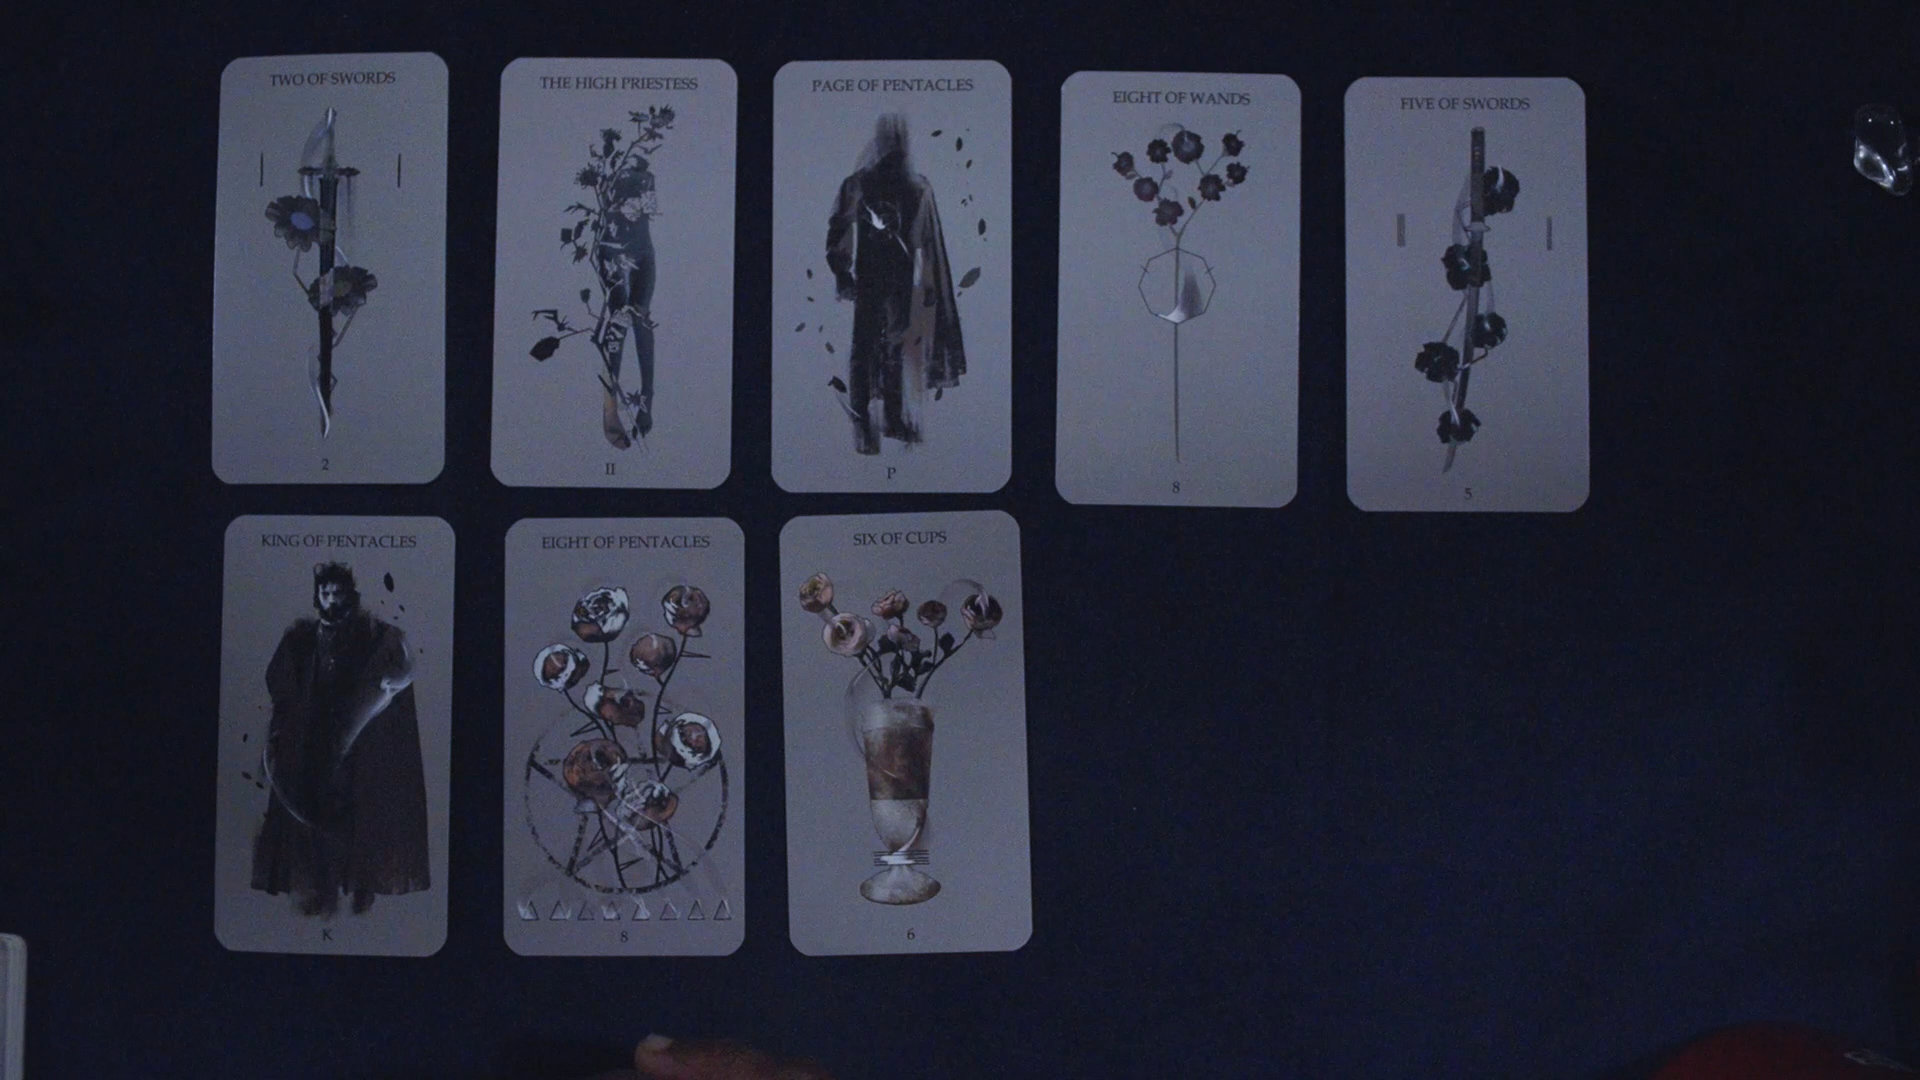 TWO OF SWORDS
2
THE HIGH PRIESTESS
II
PAGE OF PENTACLES
P
EIGHT OF WANDS
8
FIVE OF SWORDS
5
KING OF PENTACLES
K
EIGHT OF PENTACLES
8
SIX OF CUPS
6